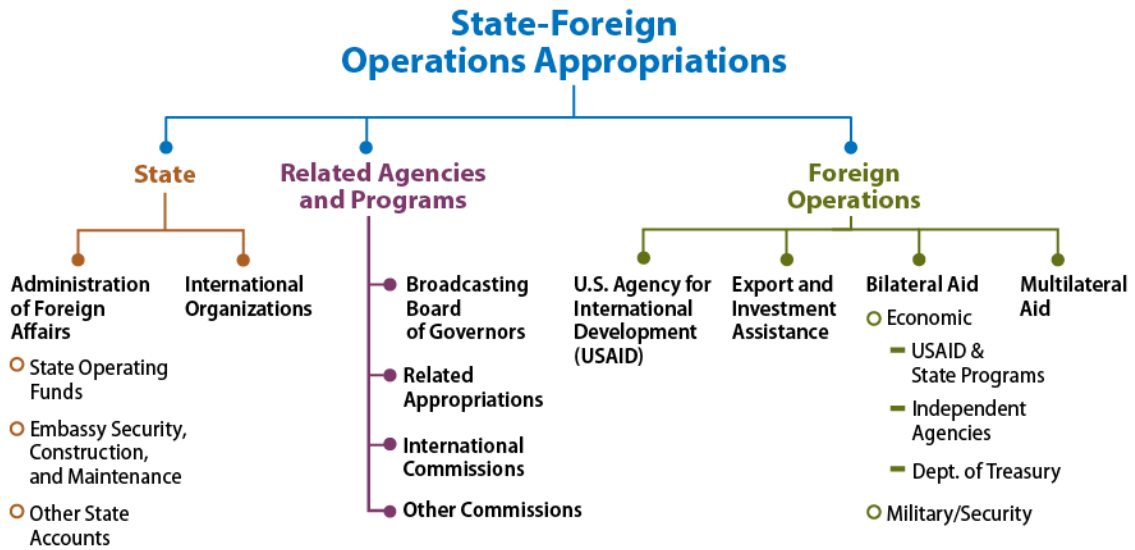 State-Foreign
Operations Appropriations
State
Administration
of Foreign
Affairs
State Operating
Funds
Embassy Security,
Construction,
and Maintenance
Other State
Accounts
International
Organizations
Related Agencies
and Programs
Broadcasting
Board
of Governors
Related
Appropriations
International
Commissions
Other Commissions
Foreign
Operations
U.S. Agency for
International
Development
(USAID)
Export and
Investment
Assistance
Bilateral Aid
Economic
USAID &
State Programs
Independent
Agencies
Dept. of Treasury
Military/Security
Multilateral
Aid